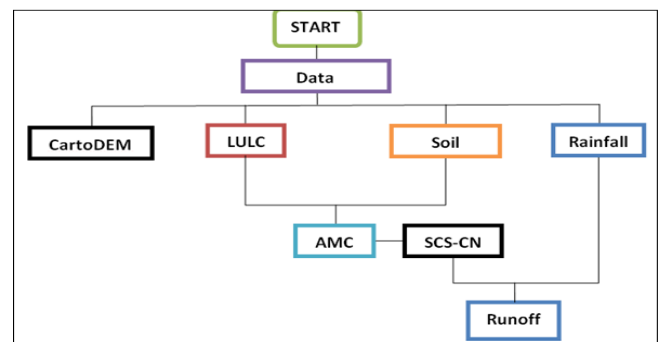 START
Data
CartoDEM
LULC
Soil
Rainfall
AMC
SCS-CN
Runoff